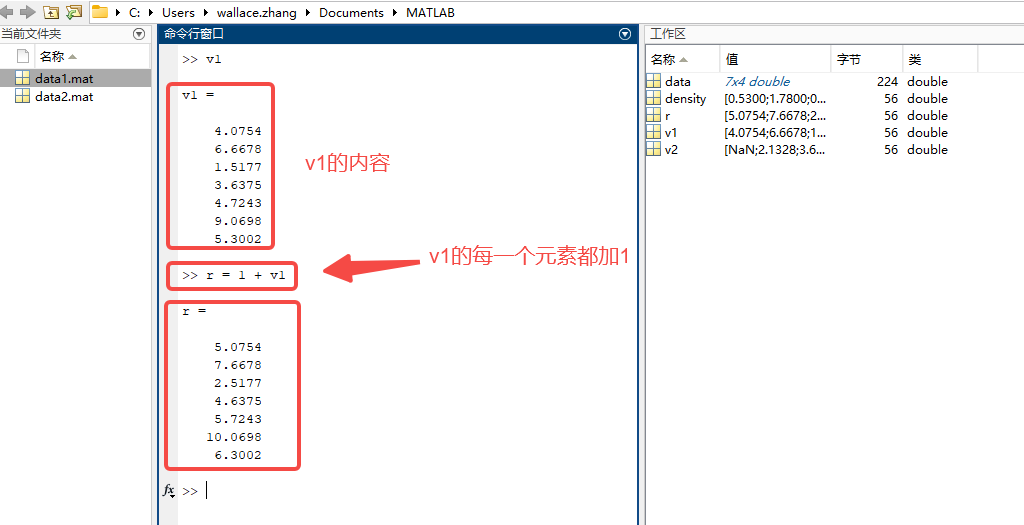 C: Users wallace.zhang Documents MATLAB
当前文件夹
名称
data1.mat
data2.mat
命令行窗口
>> v1
v1 =
4.0754
6.6678
1.5177
3.6375
4.7243
9.0698
5.3002
v1的内容
>> r = 1 + v1
v1的每一个元素都加1
r =
5.0754
7.6678
2.5177
4.6375
5.7243
10.0698
6.3002
fx >>
工作区
名称 值 字节 类
data 7x4 double 224 double
density [0.5300;1.7800;0... 56 double
r [5.0754;7.6678;2... 56 double
v1 [4.0754;6.6678;1... 56 double
v2 [NaN;2.1328;3.6... 56 double